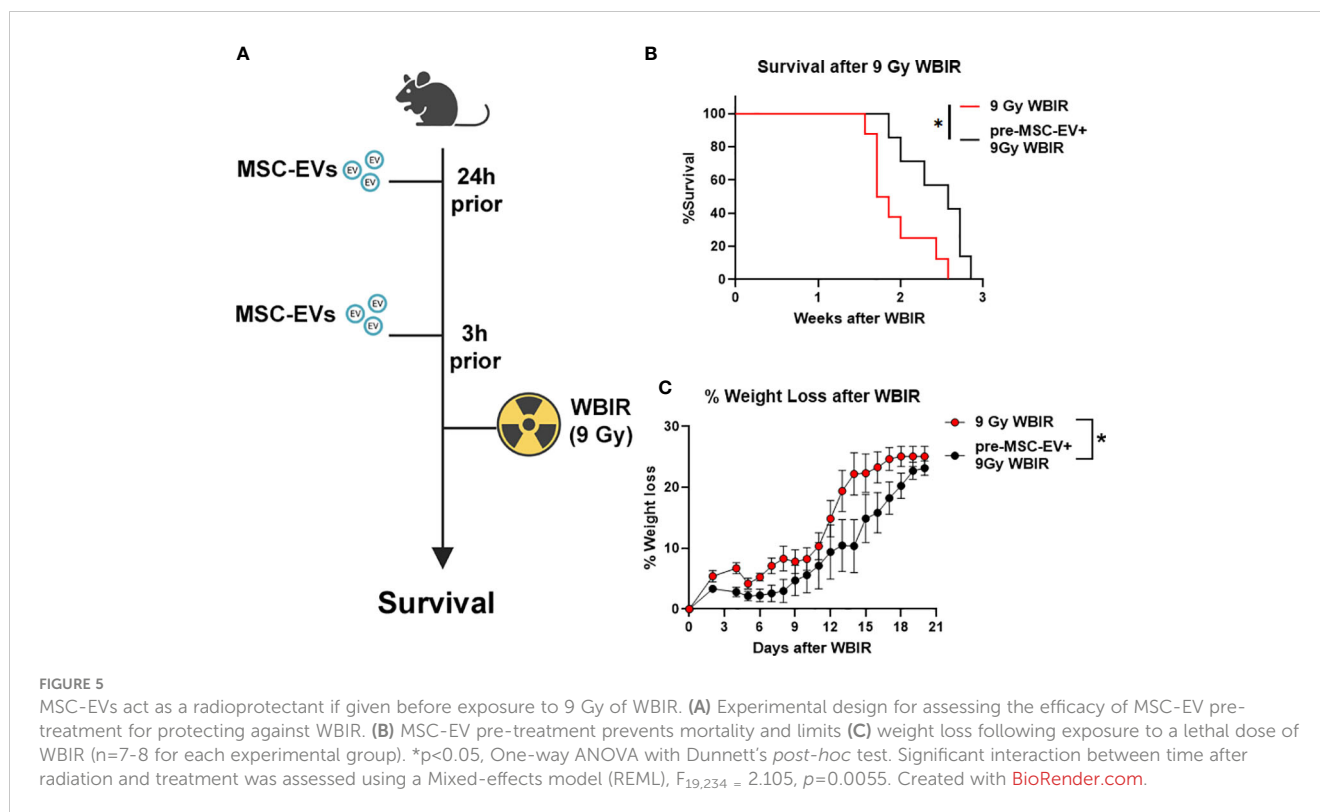 A
MSC-EVs
EV
EV
EV
24h
prior
MSC-EVs
EV
EV
EV
3h
prior
WBIR
(9 Gy)
Survival
B
Survival after 9 Gy WBIR
100
80
60
40
20
0
%Survival
0
1
2
3
Weeks after WBIR
*
9 Gy WBIR
pre-MSC-EV+
9Gy WBIR
C
% Weight Loss after WBIR
30
20
10
0
% Weight loss
0
3
6
9
12
15
18
21
Days after WBIR
9 Gy WBIR
pre-MSC-EV+
9Gy WBIR
*
FIGURE 5
MSC-EVs act as a radioprotectant if given before exposure to 9 Gy of WBIR. (A) Experimental design for assessing the efficacy of MSC-EV pre-
treatment for protecting against WBIR. (B) MSC-EV pre-treatment prevents mortality and limits (C) weight loss following exposure to a lethal dose of
WBIR (n=7-8 for each experimental group). *p<0.05, One-way ANOVA with Dunnett's post-hoc test. Significant interaction between time after
radiation and treatment was assessed using a Mixed-effects model (REML), F19,234 = 2.105, p=0.0055. Created with BioRender.com.